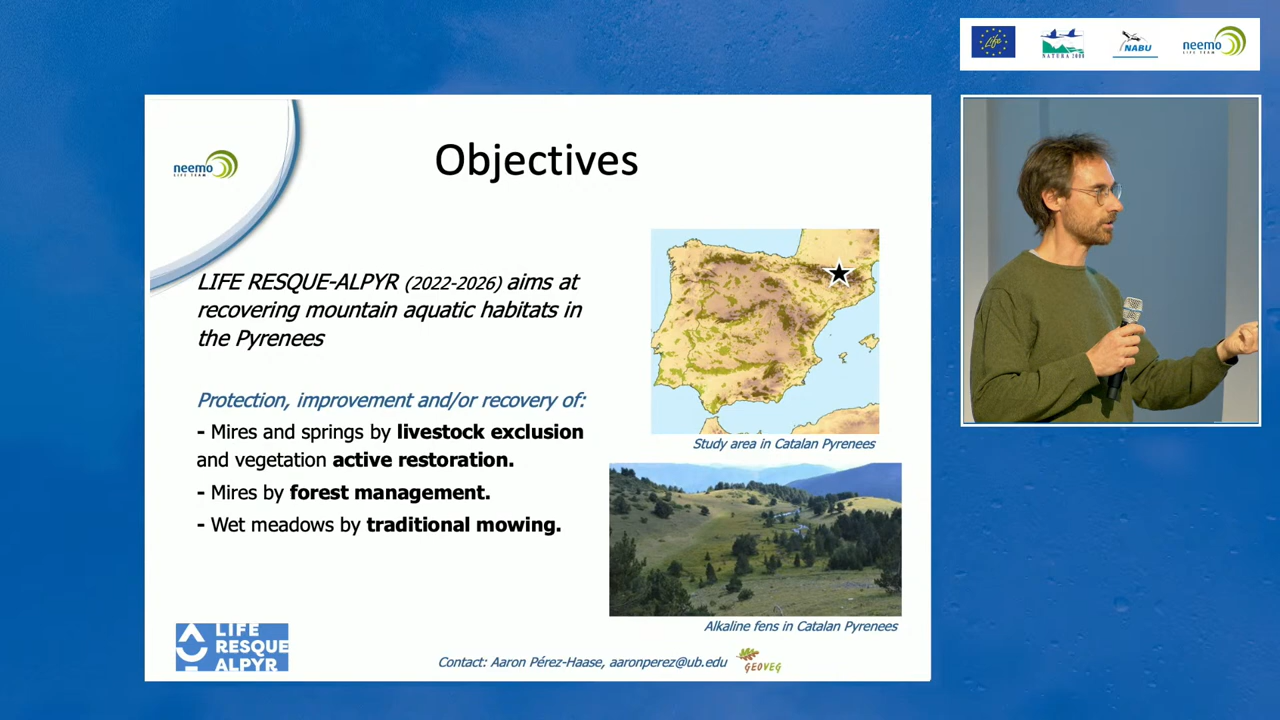 Life
NATURA 2000
NABU
neemo
LIFE TEAM
neemo
LIFE TEAM
Objectives
LIFE RESQUE-ALPYR (2022-2026) aims at
recovering mountain aquatic habitats in
the Pyrenees
Protection, improvement and/or recovery of:
- Mires and springs by livestock exclusion
and vegetation active restoration.
- Mires by forest management.
- Wet meadows by traditional mowing.
Study area in Catalan Pyrenees
Alkaline fens in Catalan Pyrenees
LIFE
RESQUE
ALPYR
Contact: Aaron Pérez-Haase, aaronperez@ub.edu
GEOVEG